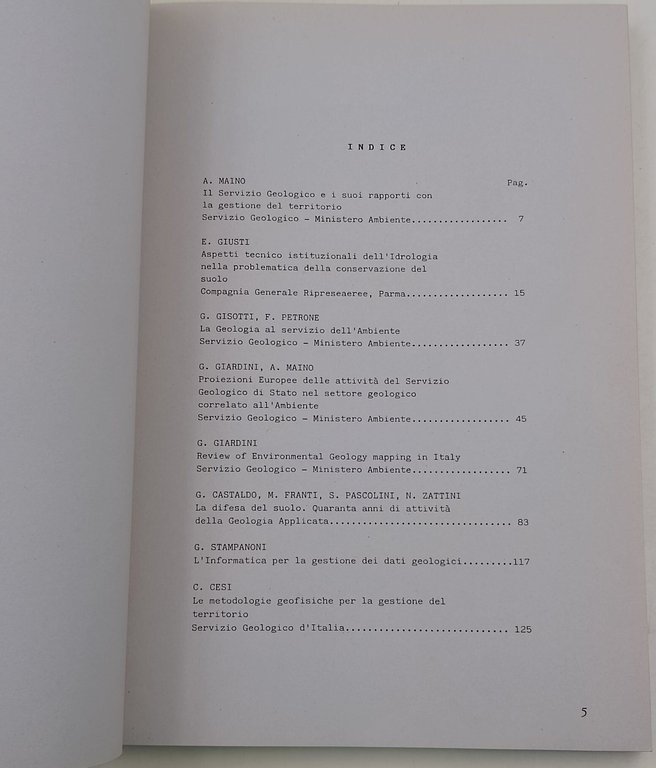 I N D I C E
A. MAINO Pag.
Il Servizio Geologico e i suoi rapporti con
la gestione del territorio
Servizio Geologico – Ministero Ambiente................. 7
E. GIUSTI
Aspetti tecnico istituzionali dell'Idrologia
nella problematica della conservazione del
suolo
Compagnia Generale Ripreseaeree, Parma.................. 15
G. GISOTTI, F. PETRONE
La Geologia al servizio dell'Ambiente
Servizio Geologico – Ministero Ambiente................. 37
G. GIARDINI, A. MAINO
Proiezioni Europee delle attività del Servizio
Geologico di Stato nel settore geologico
correlato all'Ambiente
Servizio Geologico – Ministero Ambiente................. 45
G. GIARDINI
Review of Environmental Geology mapping in Italy
Servizio Geologico – Ministero Ambiente................. 71
G. CASTALDO, M. FRANTI, S. PASCOLINI, N. ZATTINI
La difesa del suolo. Quaranta anni di attività
della Geologia Applicata................................ 83
G. STAMPANONI
L'Informatica per la gestione dei dati geologici.........117
C. CESI
Le metodologie geofisiche per la gestione del
territorio
Servizio Geologico d'Italia............................. 125
5